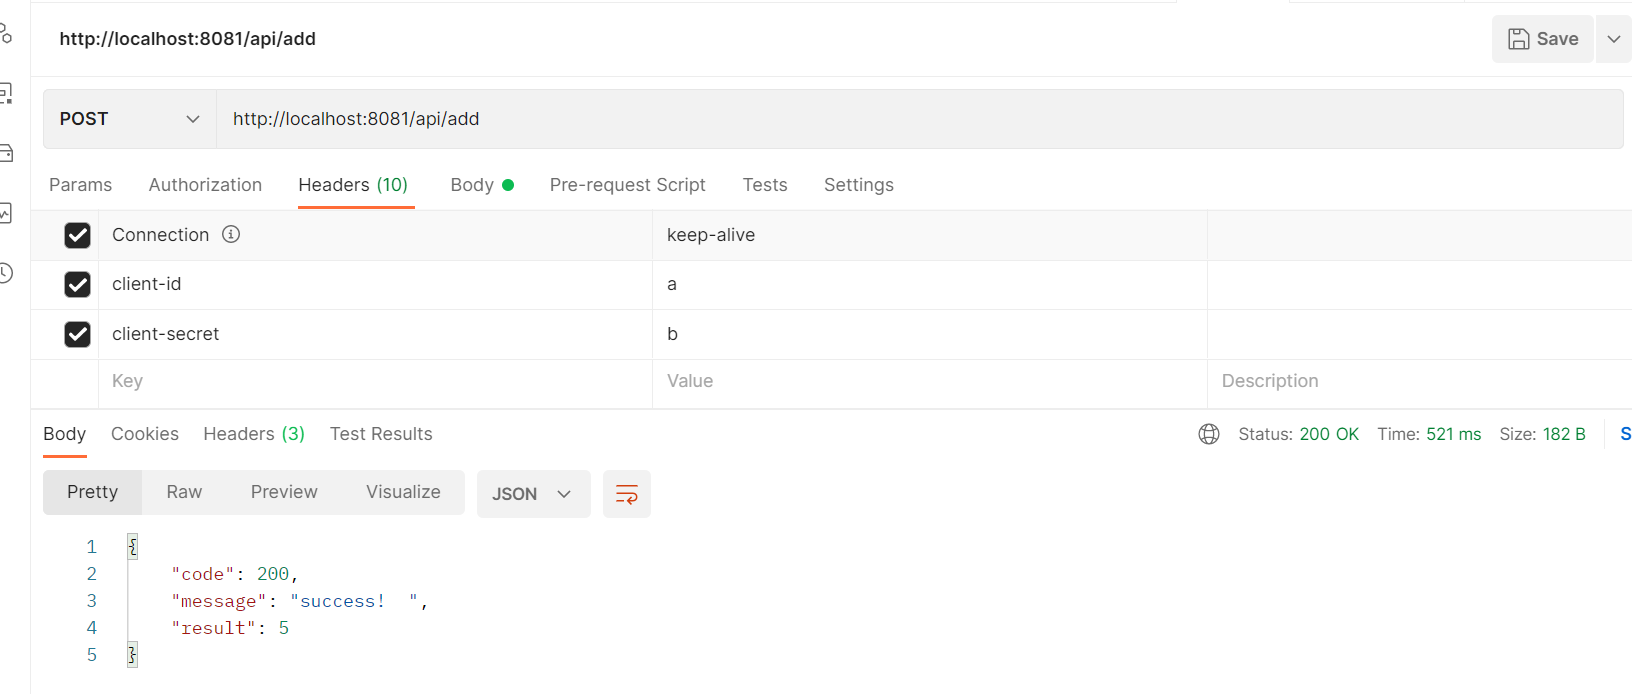 http://localhost:8081/api/add
Save
POST http://localhost:8081/api/add
Params Authorization Headers (10) Body Pre-request Script Tests Settings
Connection keep-alive
client-id a
client-secret b
Key Value Description
Body Cookies Headers (3) Test Results Status: 200 OK Time: 521 ms Size: 182 B S
Pretty Raw Preview Visualize JSON
1 {
2 "code": 200,
3 "message": "success!  ",
4 "result": 5
5 }